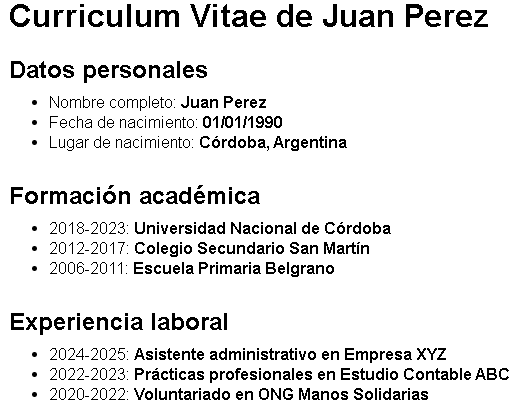 Curriculum Vitae de Juan Perez
Datos personales
• Nombre completo: Juan Perez
• Fecha de nacimiento: 01/01/1990
• Lugar de nacimiento: Córdoba, Argentina
Formación académica
• 2018-2023: Universidad Nacional de Córdoba
• 2012-2017: Colegio Secundario San Martín
• 2006-2011: Escuela Primaria Belgrano
Experiencia laboral
• 2024-2025: Asistente administrativo en Empresa XYZ
• 2022-2023: Prácticas profesionales en Estudio Contable ABC
• 2020-2022: Voluntariado en ONG Manos Solidarias